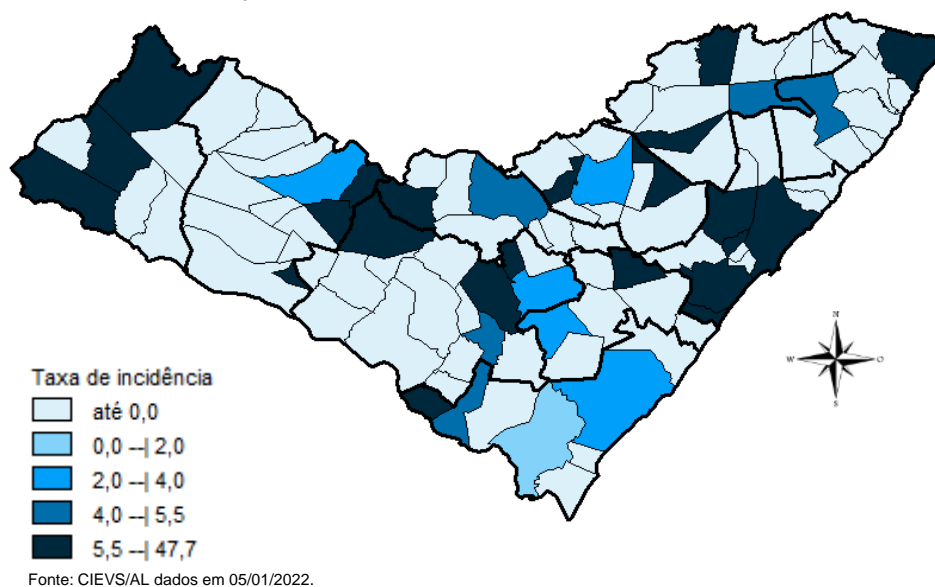 N
W
O
S
Taxa de incidência
até 0,0
0,0 --| 2,0
2,0 --| 4,0
4,0 --| 5,5
5,5 --| 47,7
Fonte: CIEVS/AL dados em 05/01/2022.